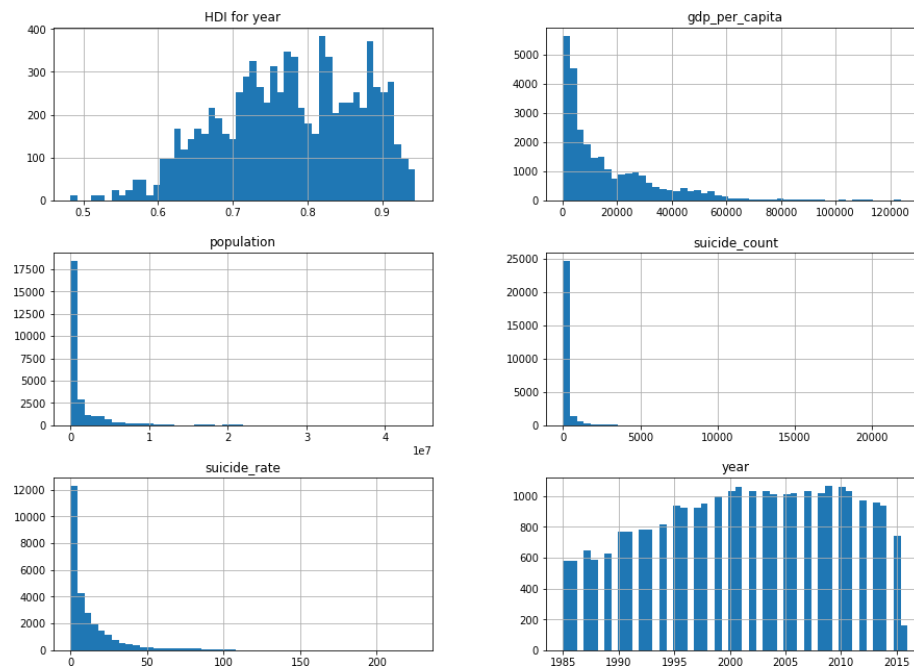 HDI for year
400
300
200
100
0
0.5 0.6 0.7 0.8 0.9
gdp_per_capita
5000
4000
3000
2000
1000
0
0 20000 40000 60000 80000 100000 120000
population
17500
15000
12500
10000
7500
5000
2500
0
0 1 2 3 4
1e7
suicide_count
25000
20000
15000
10000
5000
0
0 5000 10000 15000 20000
suicide_rate
12000
10000
8000
6000
4000
2000
0
0 50 100 150 200
year
1000
800
600
400
200
0
1985 1990 1995 2000 2005 2010 2015